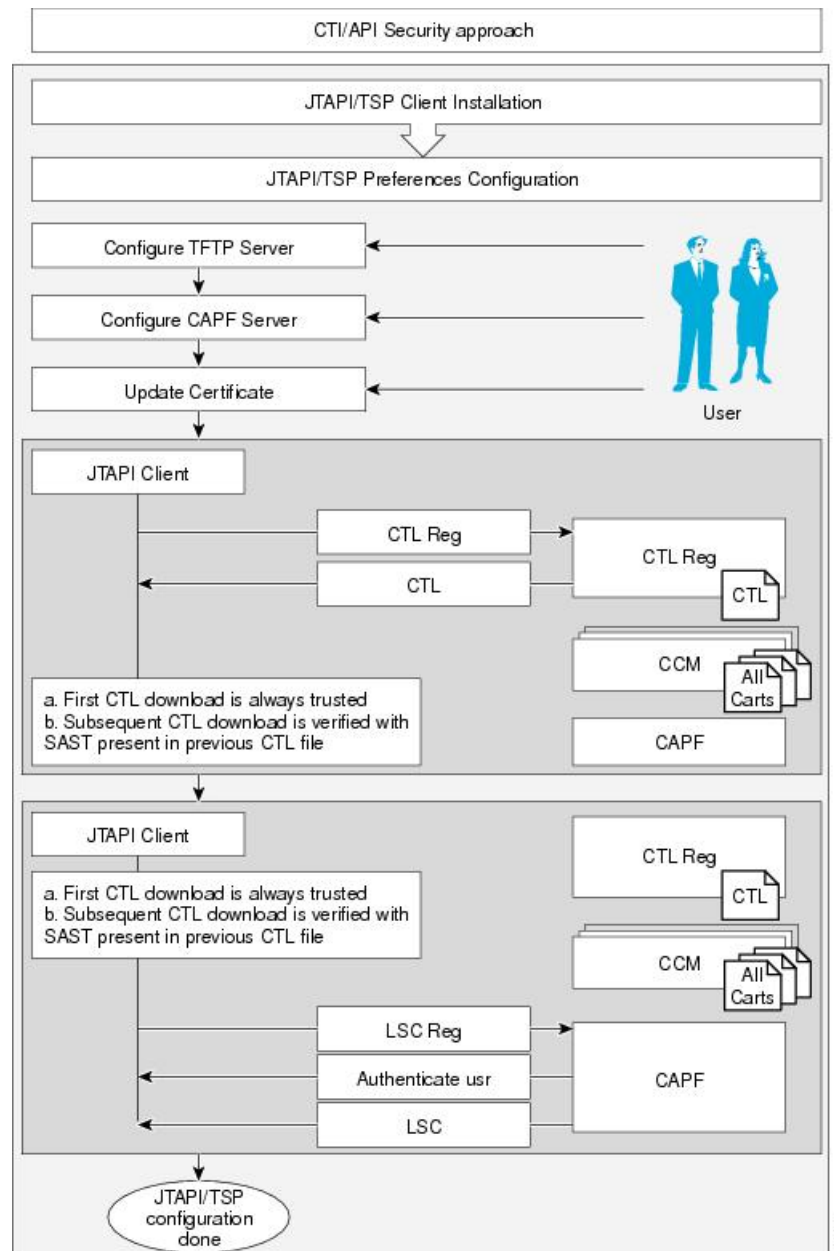 CTI/API Security approach
JTAPI/TSP Client Installation
JTAPI/TSP Preferences Configuration
Configure TFTP Server
Configure CAPF Server
Update Certificate
User
JTAPI Client
CTL Reg
CTL Reg
CTL
CTL
CCM
All
Carts
a. First CTL download is always trusted
b. Subsequent CTL download is verified with
SAST present in previous CTL file
CAPF
JTAPI Client
CTL Reg
CTL
a. First CTL download is always trusted
b. Subsequent CTL download is verified with
SAST present in previous CTL file
CCM
All
Carts
LSC Reg
Authenticate usr
CAPF
LSC
JTAPI/TSP
configuration
done